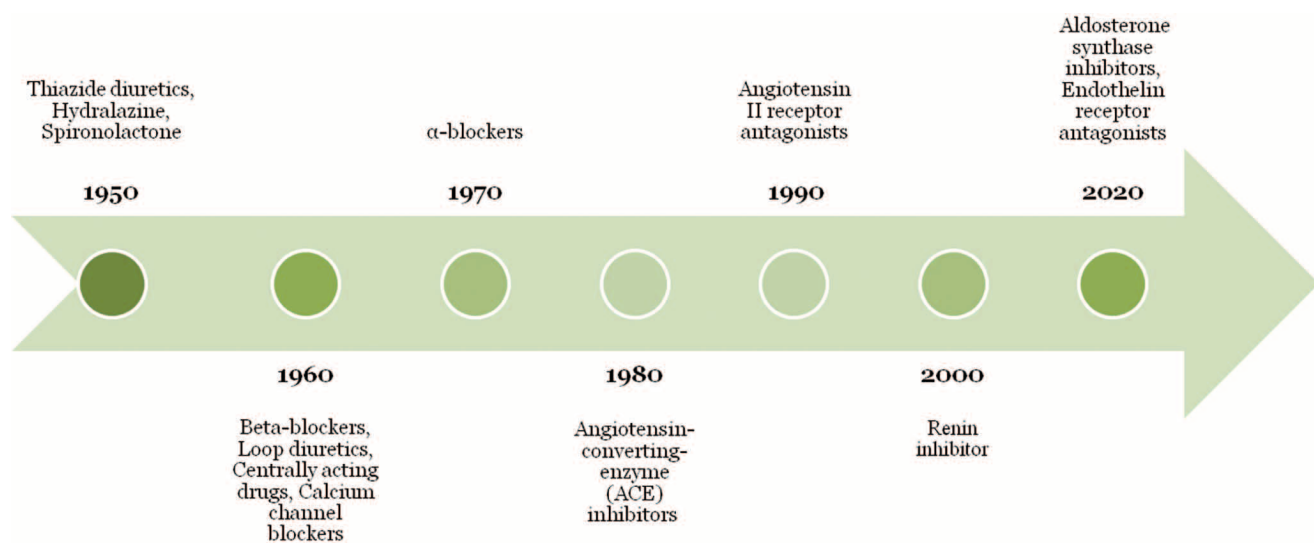 Thiazide diuretics,
Hydralazine,
Spironolactone
1950
Beta-blockers,
Loop diuretics,
Centrally acting
drugs, Calcium
channel
blockers
1960
α-blockers
1970
Angiotensin-
converting-
enzyme
(ACE)
inhibitors
1980
Angiotensin
II receptor
antagonists
1990
Renin
inhibitor
2000
Aldosterone
synthase
inhibitors,
Endothelin
receptor
antagonists
2020